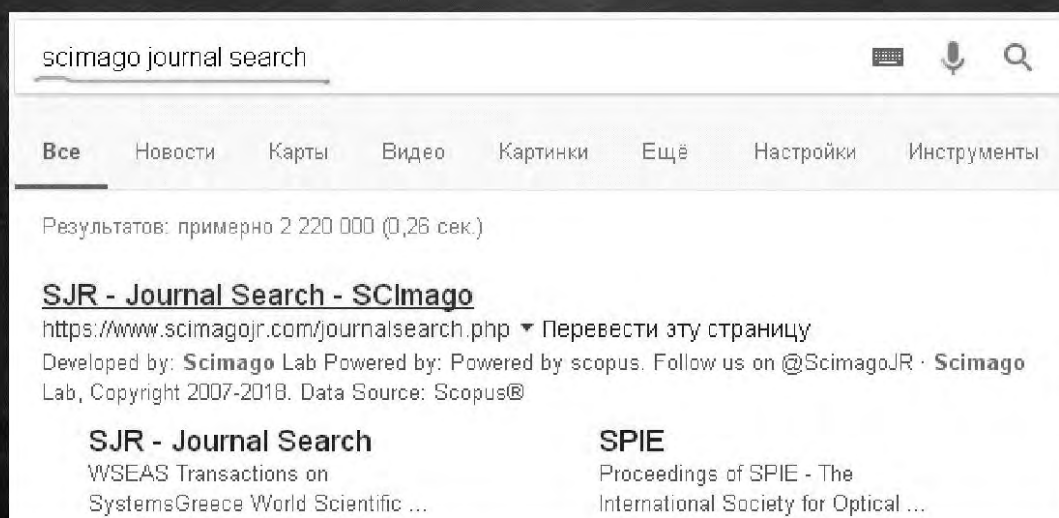 scimago journal search
Все Новости Карты Видео Картинки Ещё Настройки Инструменты
Результатов: примерно 2 220 000 (0,26 сек.)
SJR - Journal Search - SCImago
https://www.scimagojr.com/journalsearch.php ▼ Перевести эту страницу
Developed by: Scimago Lab Powered by: Powered by scopus. Follow us on @ScimagoJR · Scimago
Lab, Copyright 2007-2018. Data Source: Scopus®
SJR - Journal Search
WSEAS Transactions on
SystemsGreece World Scientific ...
SPIE
Proceedings of SPIE - The
International Society for Optical ...